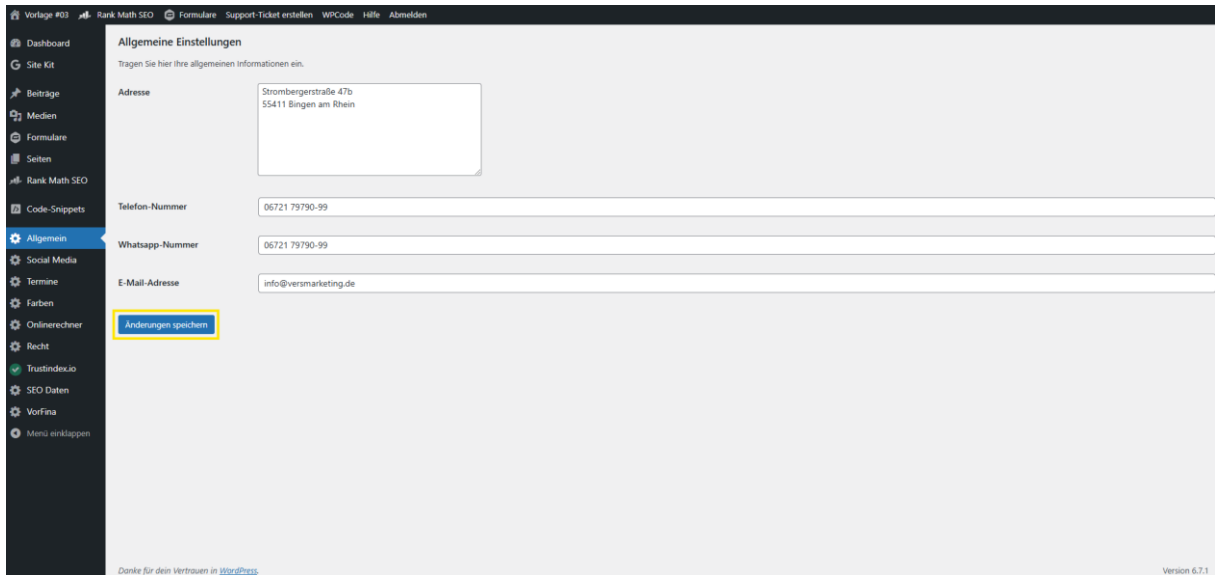 Vorlage #03 Rank Math SEO Formulare Support-Ticket erstellen WPCode Hilfe Abmelden
Dashboard
Site Kit
Beiträge
Medien
Formulare
Seiten
Rank Math SEO
Code-Snippets
Allgemein
Social Media
Termine
Farben
Onlinerechner
Recht
Trustindex.io
SEO Daten
VorFina
Menü einklappen
Allgemeine Einstellungen
Tragen Sie hier Ihre allgemeinen Informationen ein.
Adresse
Strombergerstraße 47b
55411 Bingen am Rhein
Telefon-Nummer
06721 79790-99
Whatsapp-Nummer
06721 79790-99
E-Mail-Adresse
info@versmarketing.de
Änderungen speichern
Danke für dein Vertrauen in WordPress.
Version 6.7.1